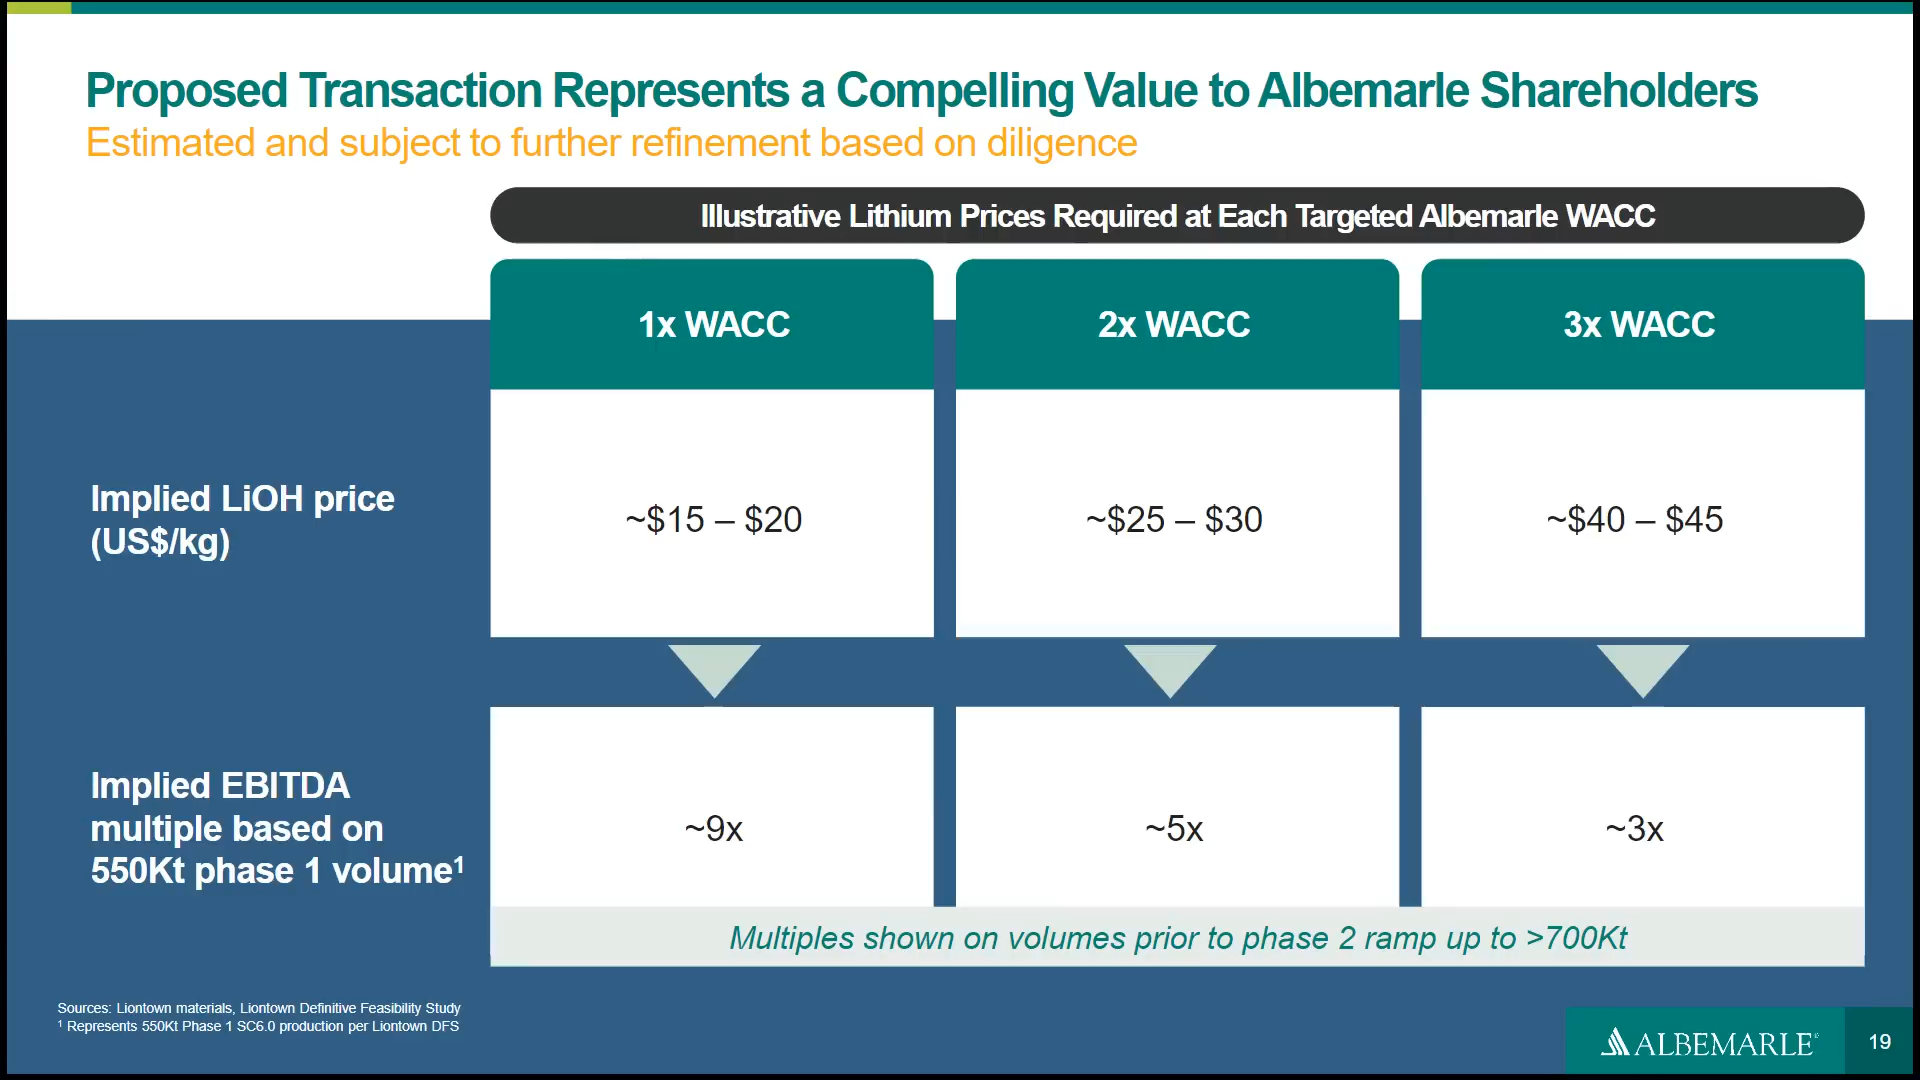 Proposed Transaction Represents a Compelling Value to Albemarle Shareholders
Estimated and subject to further refinement based on diligence
Illustrative Lithium Prices Required at Each Targeted Albemarle WACC
1x WACC
2x WACC
3x WACC
Implied LiOH price
(US$/kg)
~$15 – $20
~$25 – $30
~$40 – $45
Implied EBITDA
multiple based on
550Kt phase 1 volume¹
~9x
~5x
~3x
Multiples shown on volumes prior to phase 2 ramp up to >700Kt
Sources: Liontown materials, Liontown Definitive Feasibility Study
¹ Represents 550Kt Phase 1 SC6.0 production per Liontown DFS
ALBEMARLE
19